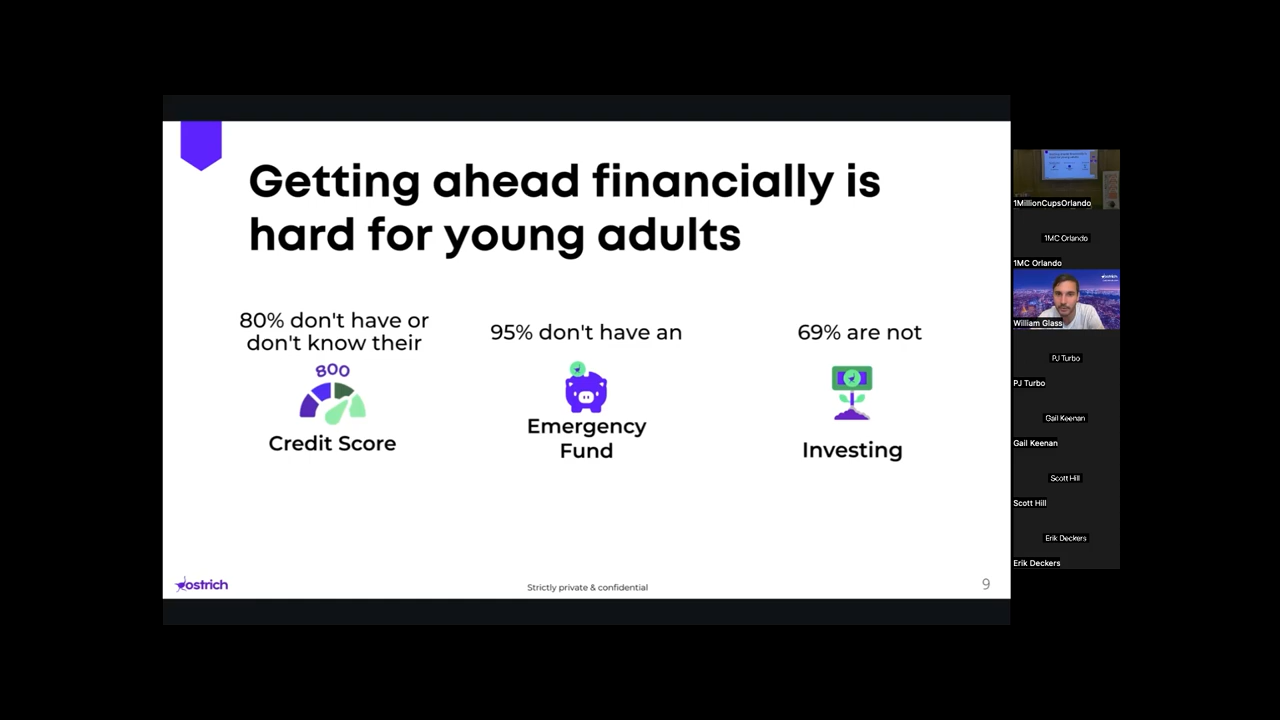 Getting ahead financially is
hard for young adults
80% don't have or
don't know their
800
Credit Score
95% don't have an
Emergency
Fund
69% are not
Investing
ostrich
Strictly private & confidential
9
1MillionCupsOrlando
1MC Orlando
1MC Orlando
ostrich
William Glass
PJ Turbo
PJ Turbo
Gail Keenan
Gail Keenan
Scott Hill
Scott Hill
Erik Deckers
Erik Deckers